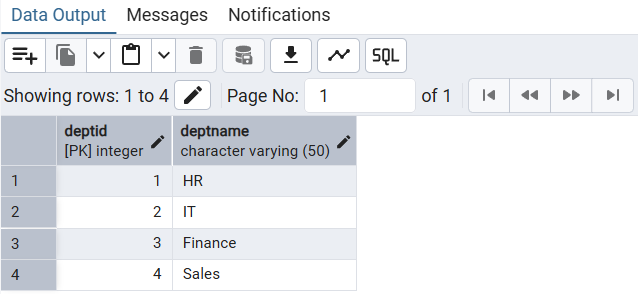 Data Output Messages Notifications
SQL
Showing rows: 1 to 4 Page No: 1 of 1
deptid deptname
[PK] integer character varying (50)
1 1 HR
2 2 IT
3 3 Finance
4 4 Sales